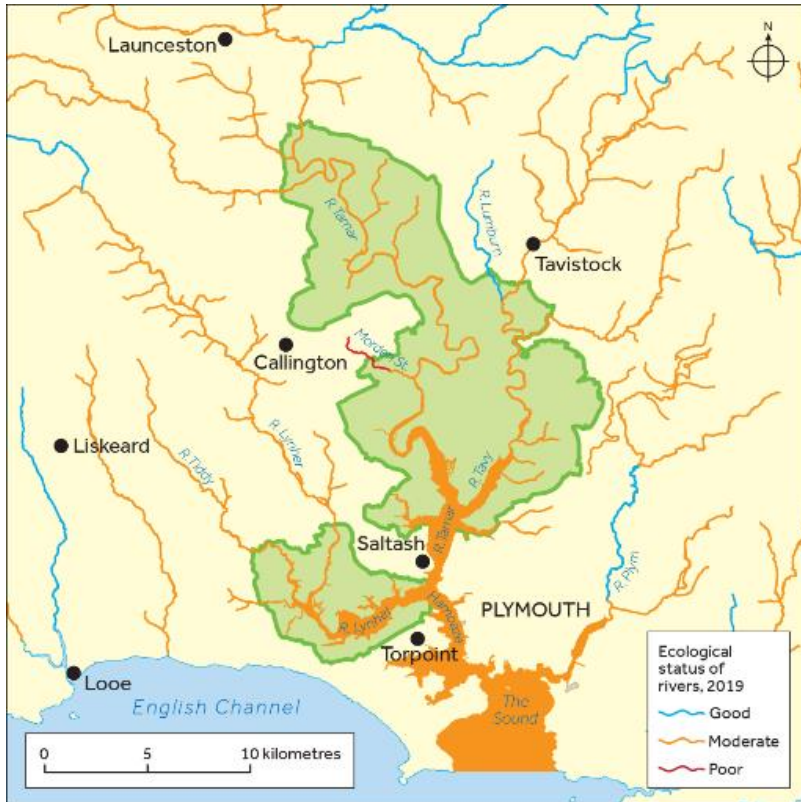 N
Launceston
R.Tamar
R.Lumburn
Tavistock
Callington
Morden St.
Liskeard
R.Tiddy
R.Lynher
R.Tavy
R.Tamar
Saltash
R.Plym
R.Lynher
Hamoaze
PLYMOUTH
Torpoint
Looe
English Channel
The
Sound
0 5 10 kilometres
Ecological
status of
rivers, 2019
Good
Moderate
Poor